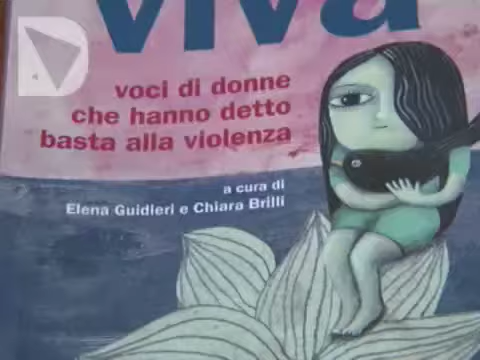 viva
voci di donne
che hanno detto
basta alla violenza
a cura di
Elena Guidieri e Chiara Brilli